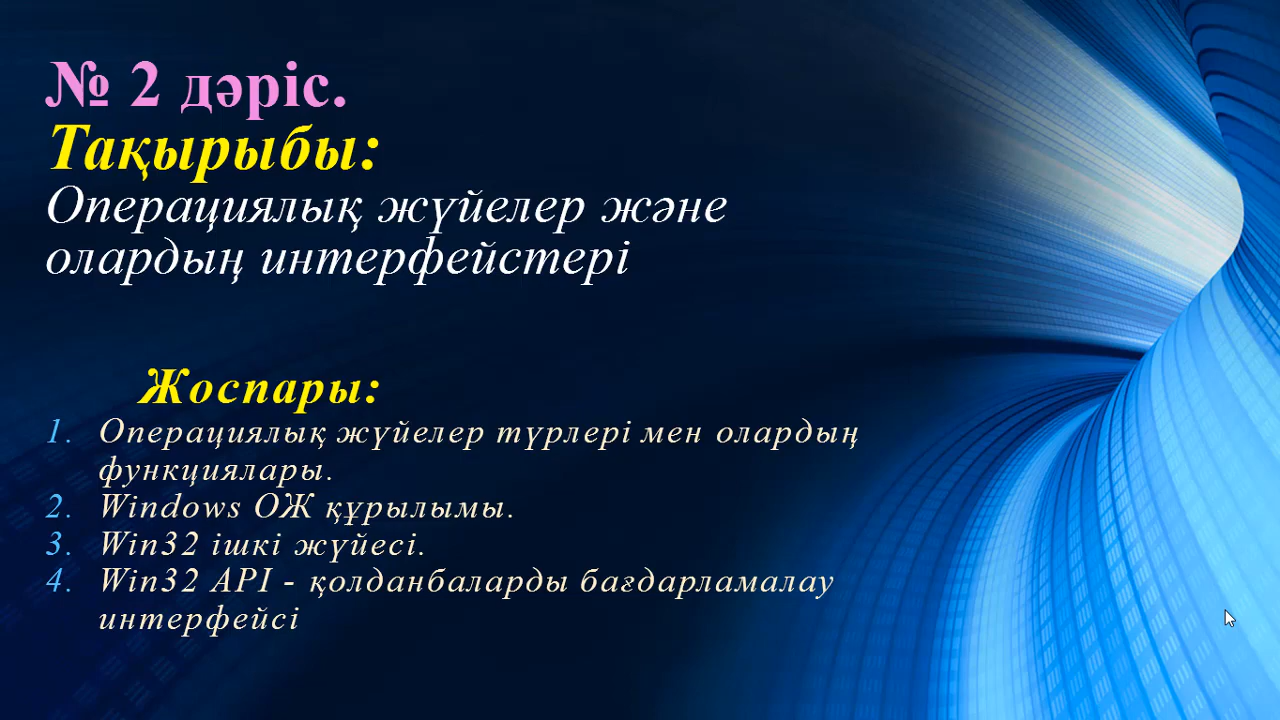 № 2 дәріс.
Тақырыбы:
Операциялық жүйелер және
олардың интерфейстері
Жоспары:
1. Операциялық жүйелер түрлері мен олардың
функциялары.
2. Windows ОЖ құрылымы.
3. Win32 ішкі жүйесі.
4. Win32 API - қолданбаларды бағдарламалау
интерфейсі